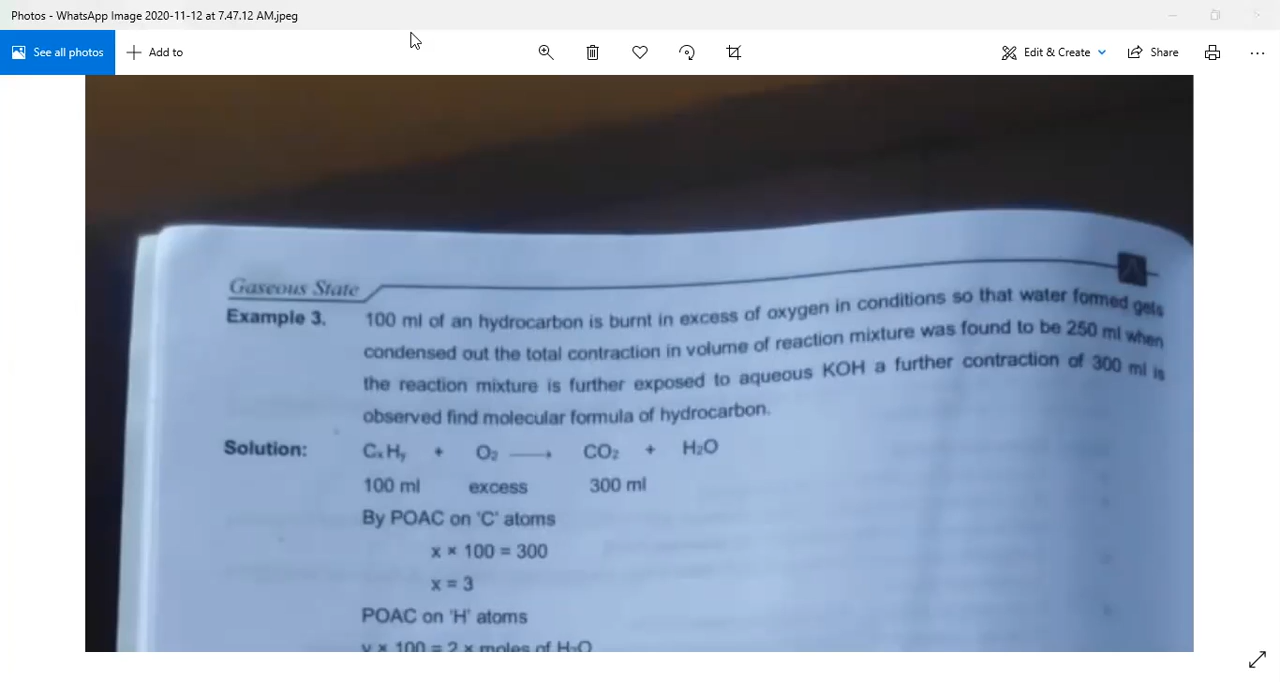 Photos - WhatsApp Image 2020-11-12 at 7.47.12 AM.jpeg
See all photos
Add to
Edit & Create
Share
Gaseous State
Example 3. 100 ml of an hydrocarbon is burnt in excess of oxygen in conditions so that water formed gets
condensed out the total contraction in volume of reaction mixture was found to be 250 ml when
the reaction mixture is further exposed to aqueous KOH a further contraction of 300 ml is
observed find molecular formula of hydrocarbon.
Solution: CₓHᵧ + O₂ ⟶ CO₂ + H₂O
100 ml excess 300 ml
By POAC on 'C' atoms
x × 100 = 300
x = 3
POAC on 'H' atoms
y × 100 = 2 × moles of H₂O